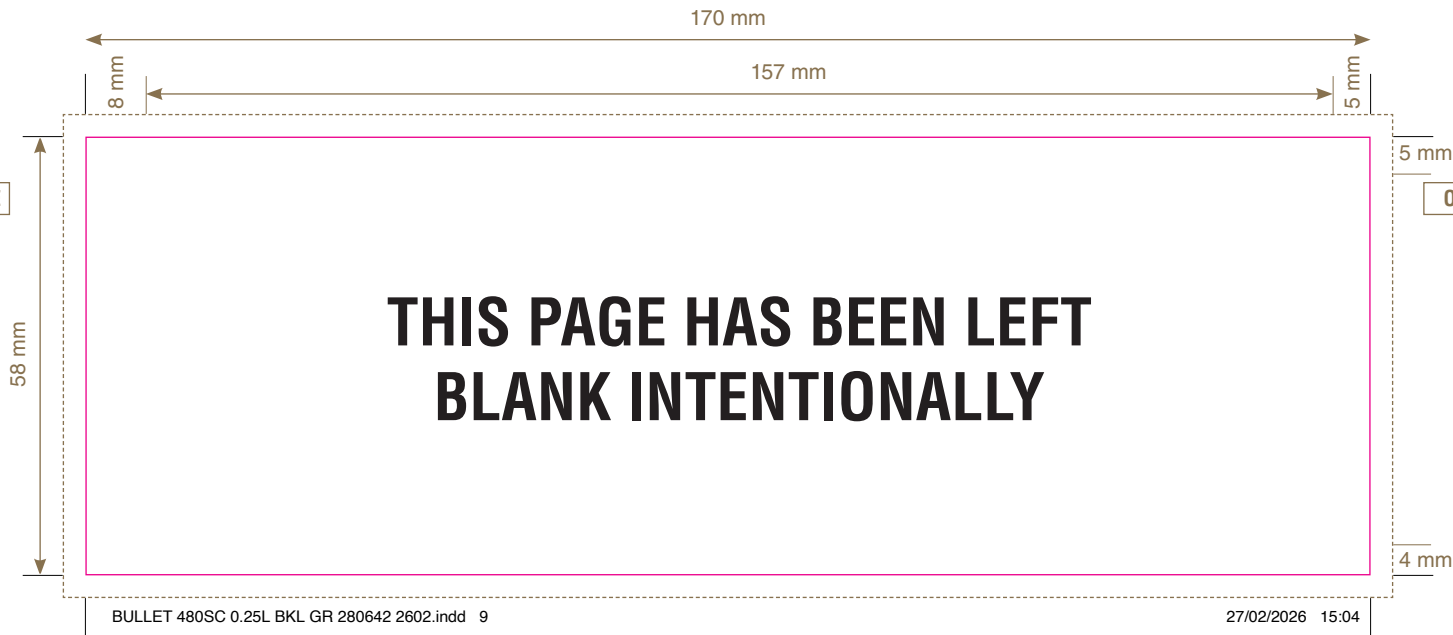 170 mm
157 mm
8 mm
5 mm
5 mm
58 mm
THIS PAGE HAS BEEN LEFT
BLANK INTENTIONALLY
4 mm
BULLET 480SC 0.25L BKL GR 280642 2602.indd 9
27/02/2026 15:04